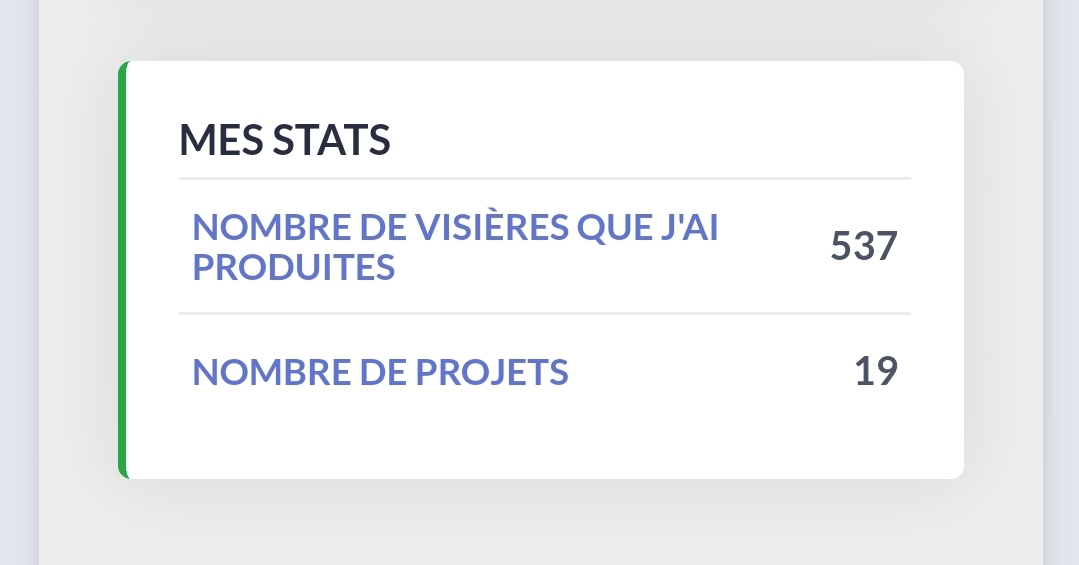 MES STATS
NOMBRE DE VISIÈRES QUE J'AI
PRODUITES
537
NOMBRE DE PROJETS
19